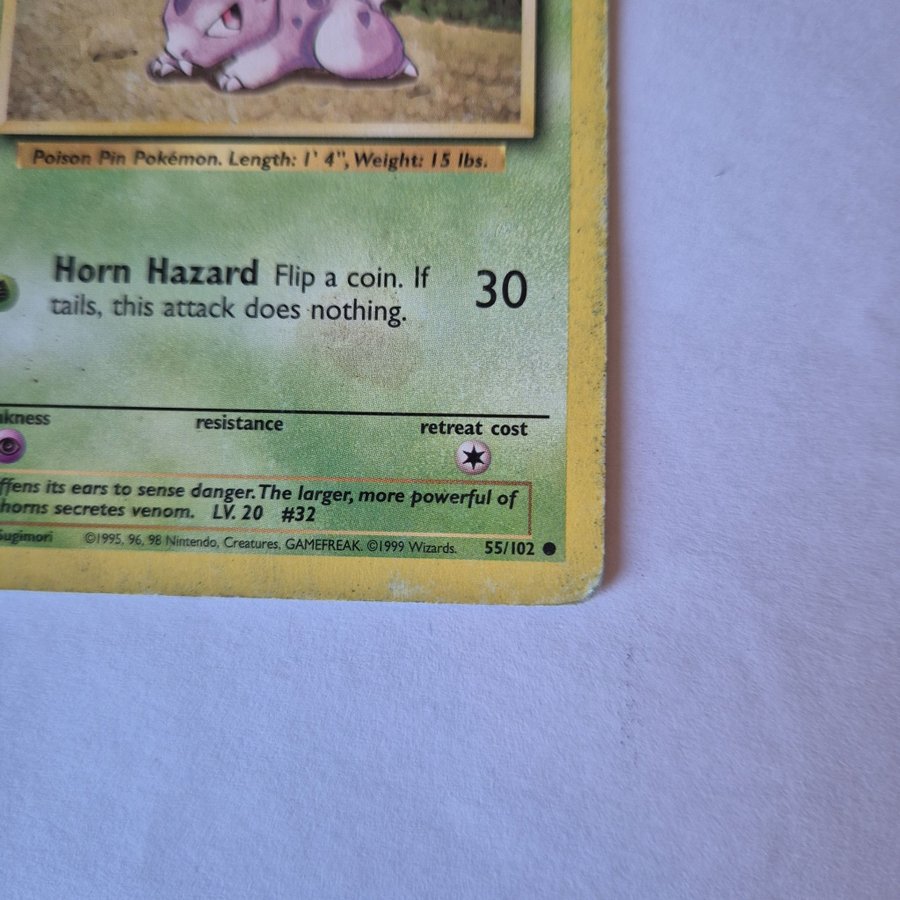 Poison Pin Pokémon. Length: 1' 4", Weight: 15 lbs.
Horn Hazard Flip a coin. If 30
tails, this attack does nothing.
kness resistance retreat cost
ffens its ears to sense danger. The larger, more powerful of
horns secretes venom. LV. 20 #32
Sugimori ©1995, 96, 98 Nintendo, Creatures, GAMEFREAK. ©1999 Wizards. 55/102